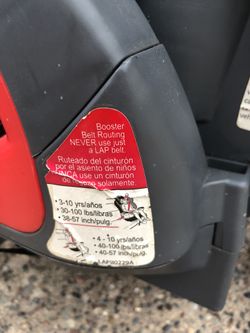 Booster
Belt Routing
NEVER use just
a LAP belt.
Ruteado del cinturón
por el asiento de niños
NUNCA use un cinturón
de regazo solamente.
• 3-10 yrs/años
• 30-100 lbs/libras
• 38-57 inch/pulg.
• 4 - 10 yrs/años
• 40-100 lbs/libras
• 40-57 inch/pulg.
LAP90229A